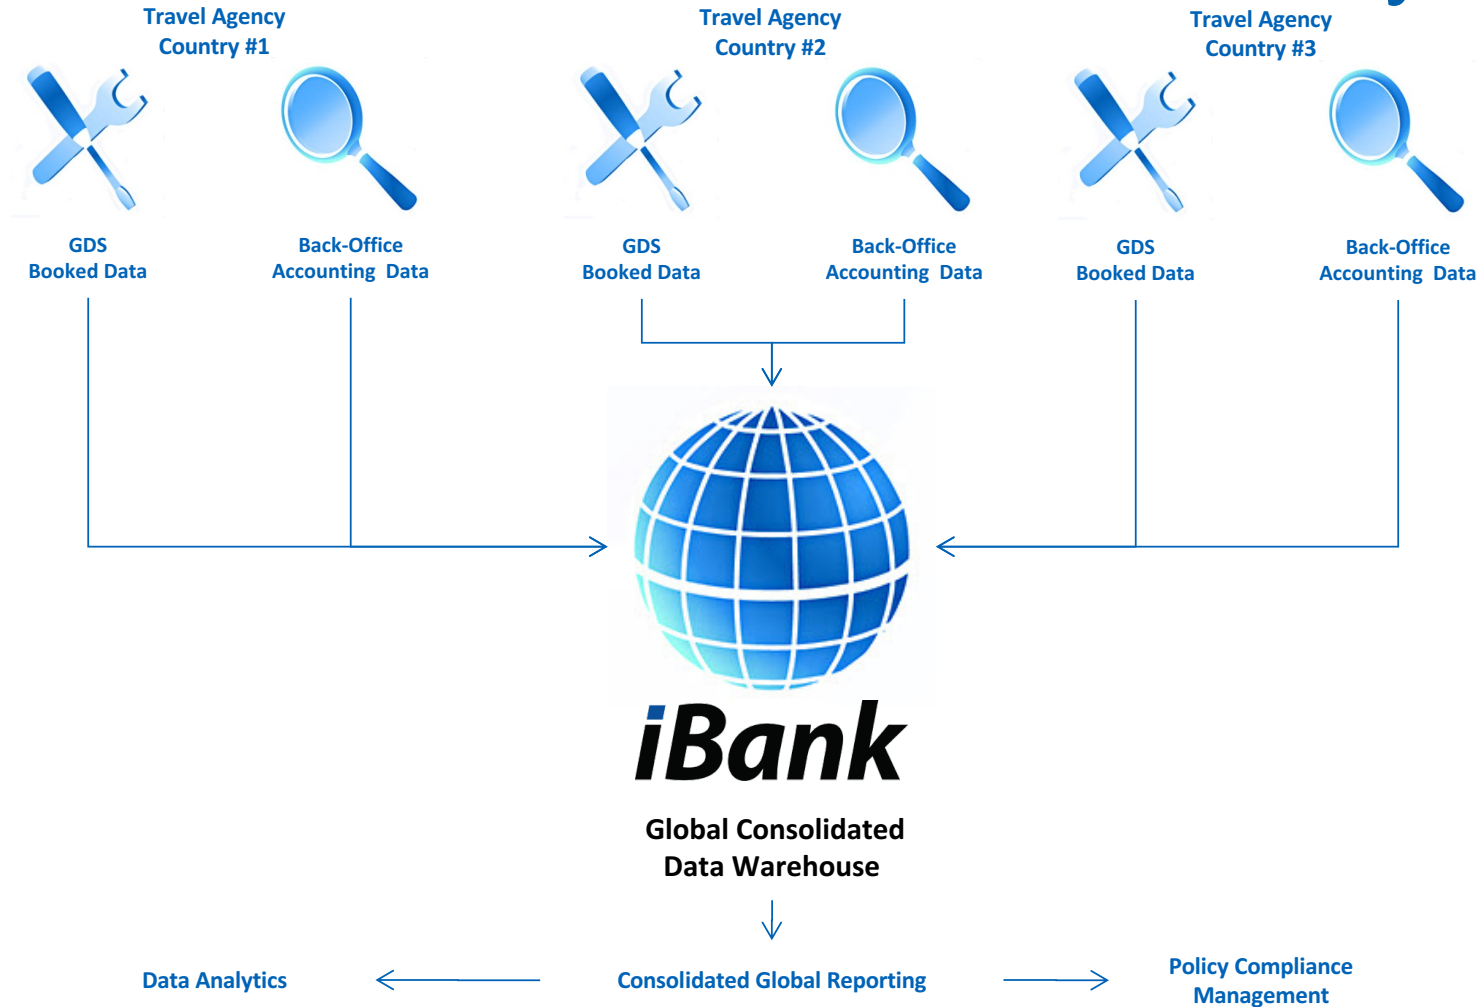 Travel Agency
Country #1
Travel Agency
Country #2
Travel Agency
Country #3
GDS
Booked Data
Back-Office
Accounting Data
GDS
Booked Data
Back-Office
Accounting Data
GDS
Booked Data
Back-Office
Accounting Data
iBank
Global Consolidated
Data Warehouse
Data Analytics
Consolidated Global Reporting
Policy Compliance
Management